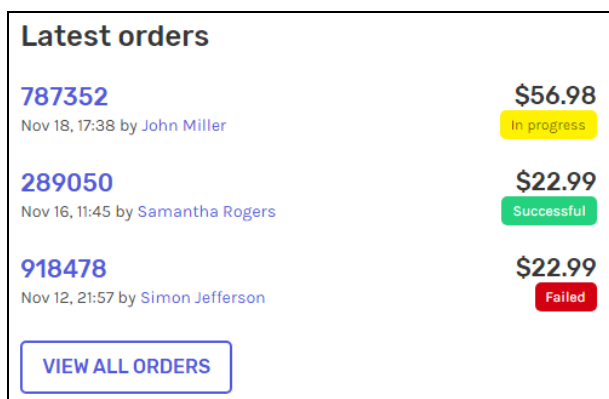 Latest orders
787352 $56.98
Nov 18, 17:38 by John Miller In progress
289050 $22.99
Nov 16, 11:45 by Samantha Rogers Successful
918478 $22.99
Nov 12, 21:57 by Simon Jefferson Failed
VIEW ALL ORDERS